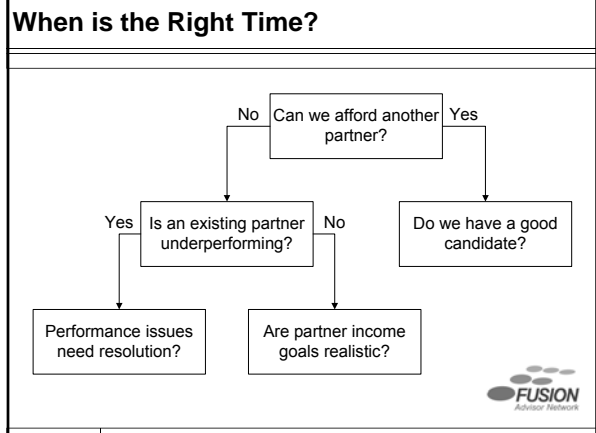 When is the Right Time?
No
Can we afford another
partner?
Yes
Yes
Is an existing partner
underperforming?
No
Do we have a good
candidate?
Performance issues
need resolution?
Are partner income
goals realistic?
FUSION
Advisor Network